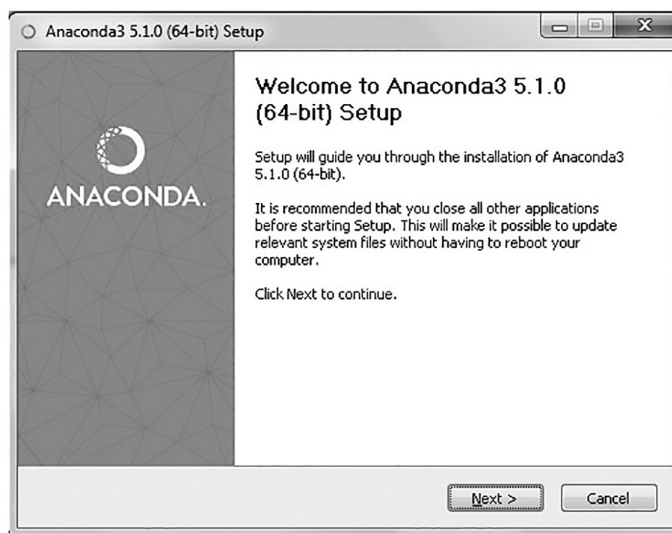 Anaconda3 5.1.0 (64-bit) Setup
Welcome to Anaconda3 5.1.0
(64-bit) Setup
Setup will guide you through the installation of Anaconda3
5.1.0 (64-bit).
It is recommended that you close all other applications
before starting Setup. This will make it possible to update
relevant system files without having to reboot your
computer.
Click Next to continue.
ANACONDA.
Next >
Cancel